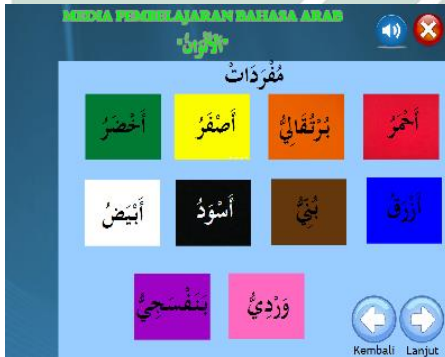 MEDIA PEMBELAJARAN BAHASA ARAB
"الألوانُ"
مُفْرَدَاتْ
أَحْمَرُ
بُرْتُقَالِيُّ
أَصْفَرُ
أَخْضَرُ
أَزْرَقُ
بُنِّيُّ
أَسْوَدُ
أَبْيَضُ
وَرْدِيُّ
بَنَفْسَجِيُّ
Kembali Lanjut